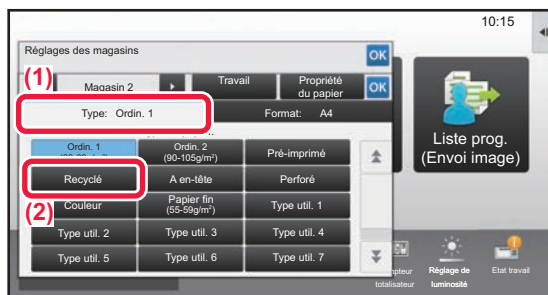 10:15
Réglages des magasins
OK
(1)
Magasin 2
Travail
Propriété
du papier
OK
Type: Ordin. 1
Format: A4
Ordin. 1
Ordin. 2
(90-105g/m²)
Pré-imprimé
Recyclé
A en-tête
Perforé
(2)
Couleur
Papier fin
(55-59g/m²)
Type util. 1
Type util. 2
Type util. 3
Type util. 4
Type util. 5
Type util. 6
Type util. 7
Liste prog.
(Envoi image)
totalisateur
Réglage de
luminosité
Etat travail